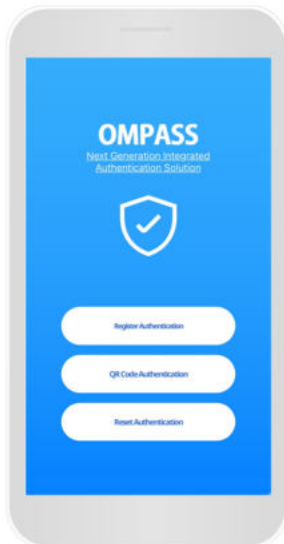 OMPASS
Next Generation Integrated
Authentication Solution
Register Authentication
QR Code Authentication
Reset Authentication